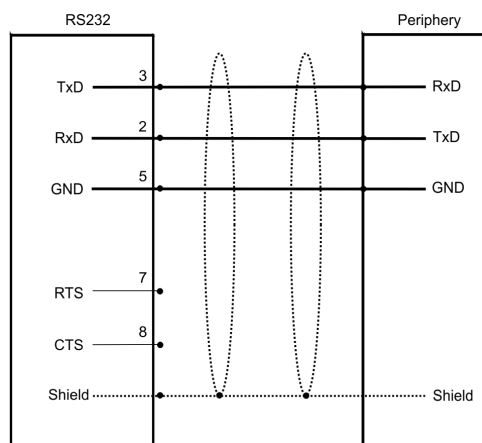 RS232 Periphery
TxD 3 RxD
RxD 2 TxD
GND 5 GND
RTS 7
CTS 8
Shield Shield